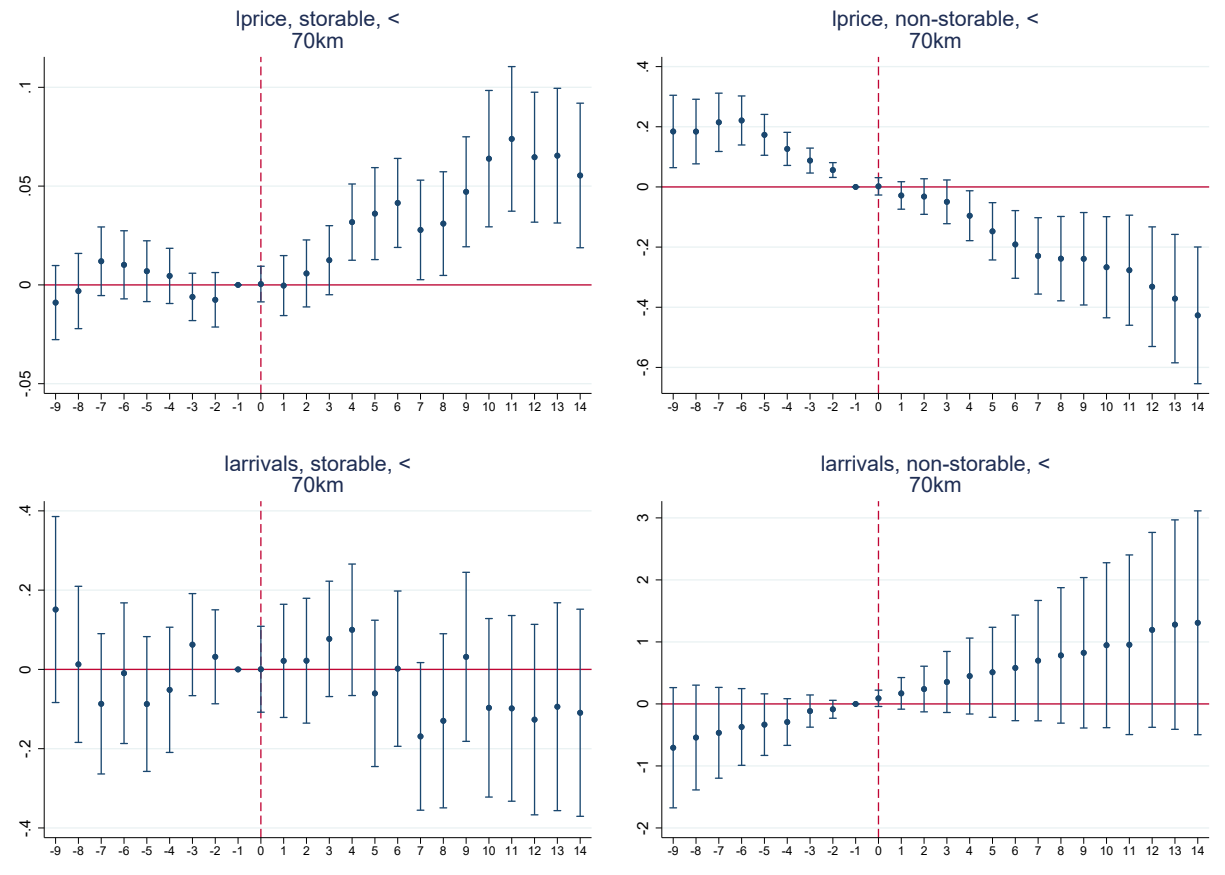 lprice, storable, <
70km
.1
.05
0
-.05
-9 -8 -7 -6 -5 -4 -3 -2 -1 0 1 2 3 4 5 6 7 8 9 10 11 12 13 14
lprice, non-storable, <
70km
.4
.2
0
-.2
-.4
-.6
-9 -8 -7 -6 -5 -4 -3 -2 -1 0 1 2 3 4 5 6 7 8 9 10 11 12 13 14
larrivals, storable, <
70km
.4
.2
0
-.2
-.4
-9 -8 -7 -6 -5 -4 -3 -2 -1 0 1 2 3 4 5 6 7 8 9 10 11 12 13 14
larrivals, non-storable, <
70km
3
2
1
0
-1
-2
-9 -8 -7 -6 -5 -4 -3 -2 -1 0 1 2 3 4 5 6 7 8 9 10 11 12 13 14